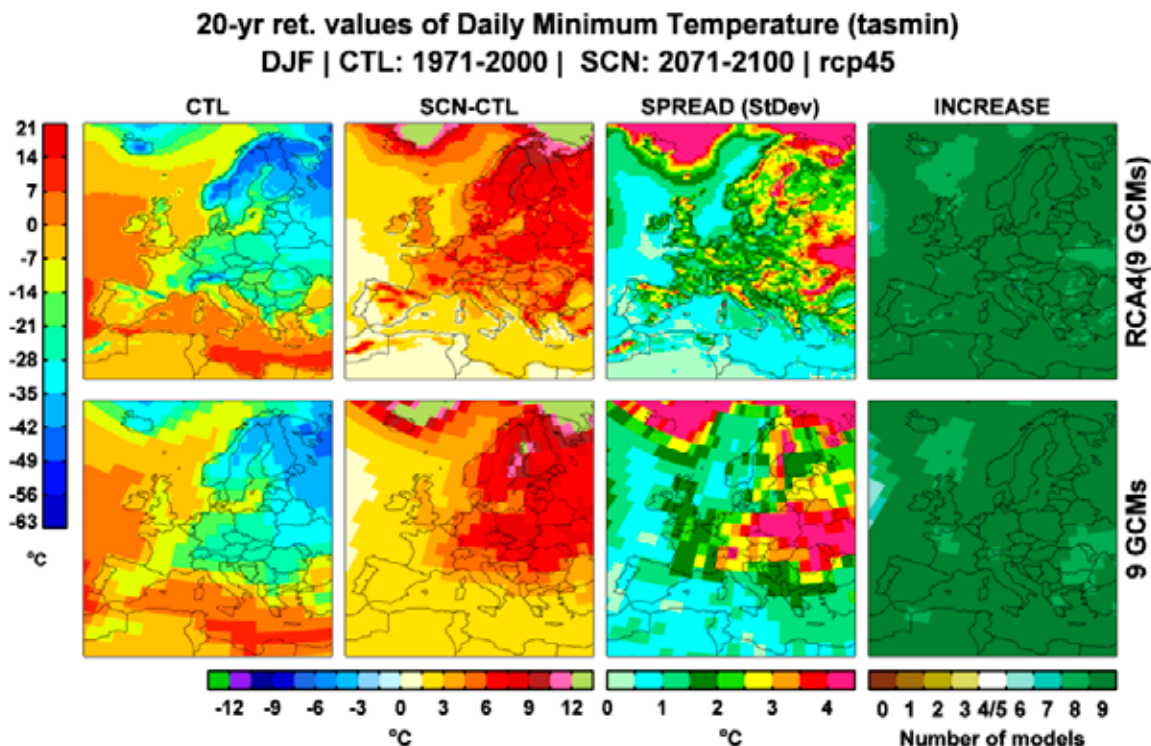 20-yr ret. values of Daily Minimum Temperature (tasmin)
DJF | CTL: 1971-2000 | SCN: 2071-2100 | rcp45
CTL
SCN-CTL
SPREAD (StDev)
INCREASE
21
14
7
0
-7
-14
-21
-28
-35
-42
-49
-56
-63
ºC
RCA4(9 GCMs)
9 GCMs
-12 -9 -6 -3 0 3 6 9 12
ºC
0 1 2 3 4
ºC
0 1 2 3 4/5 6 7 8 9
Number of models